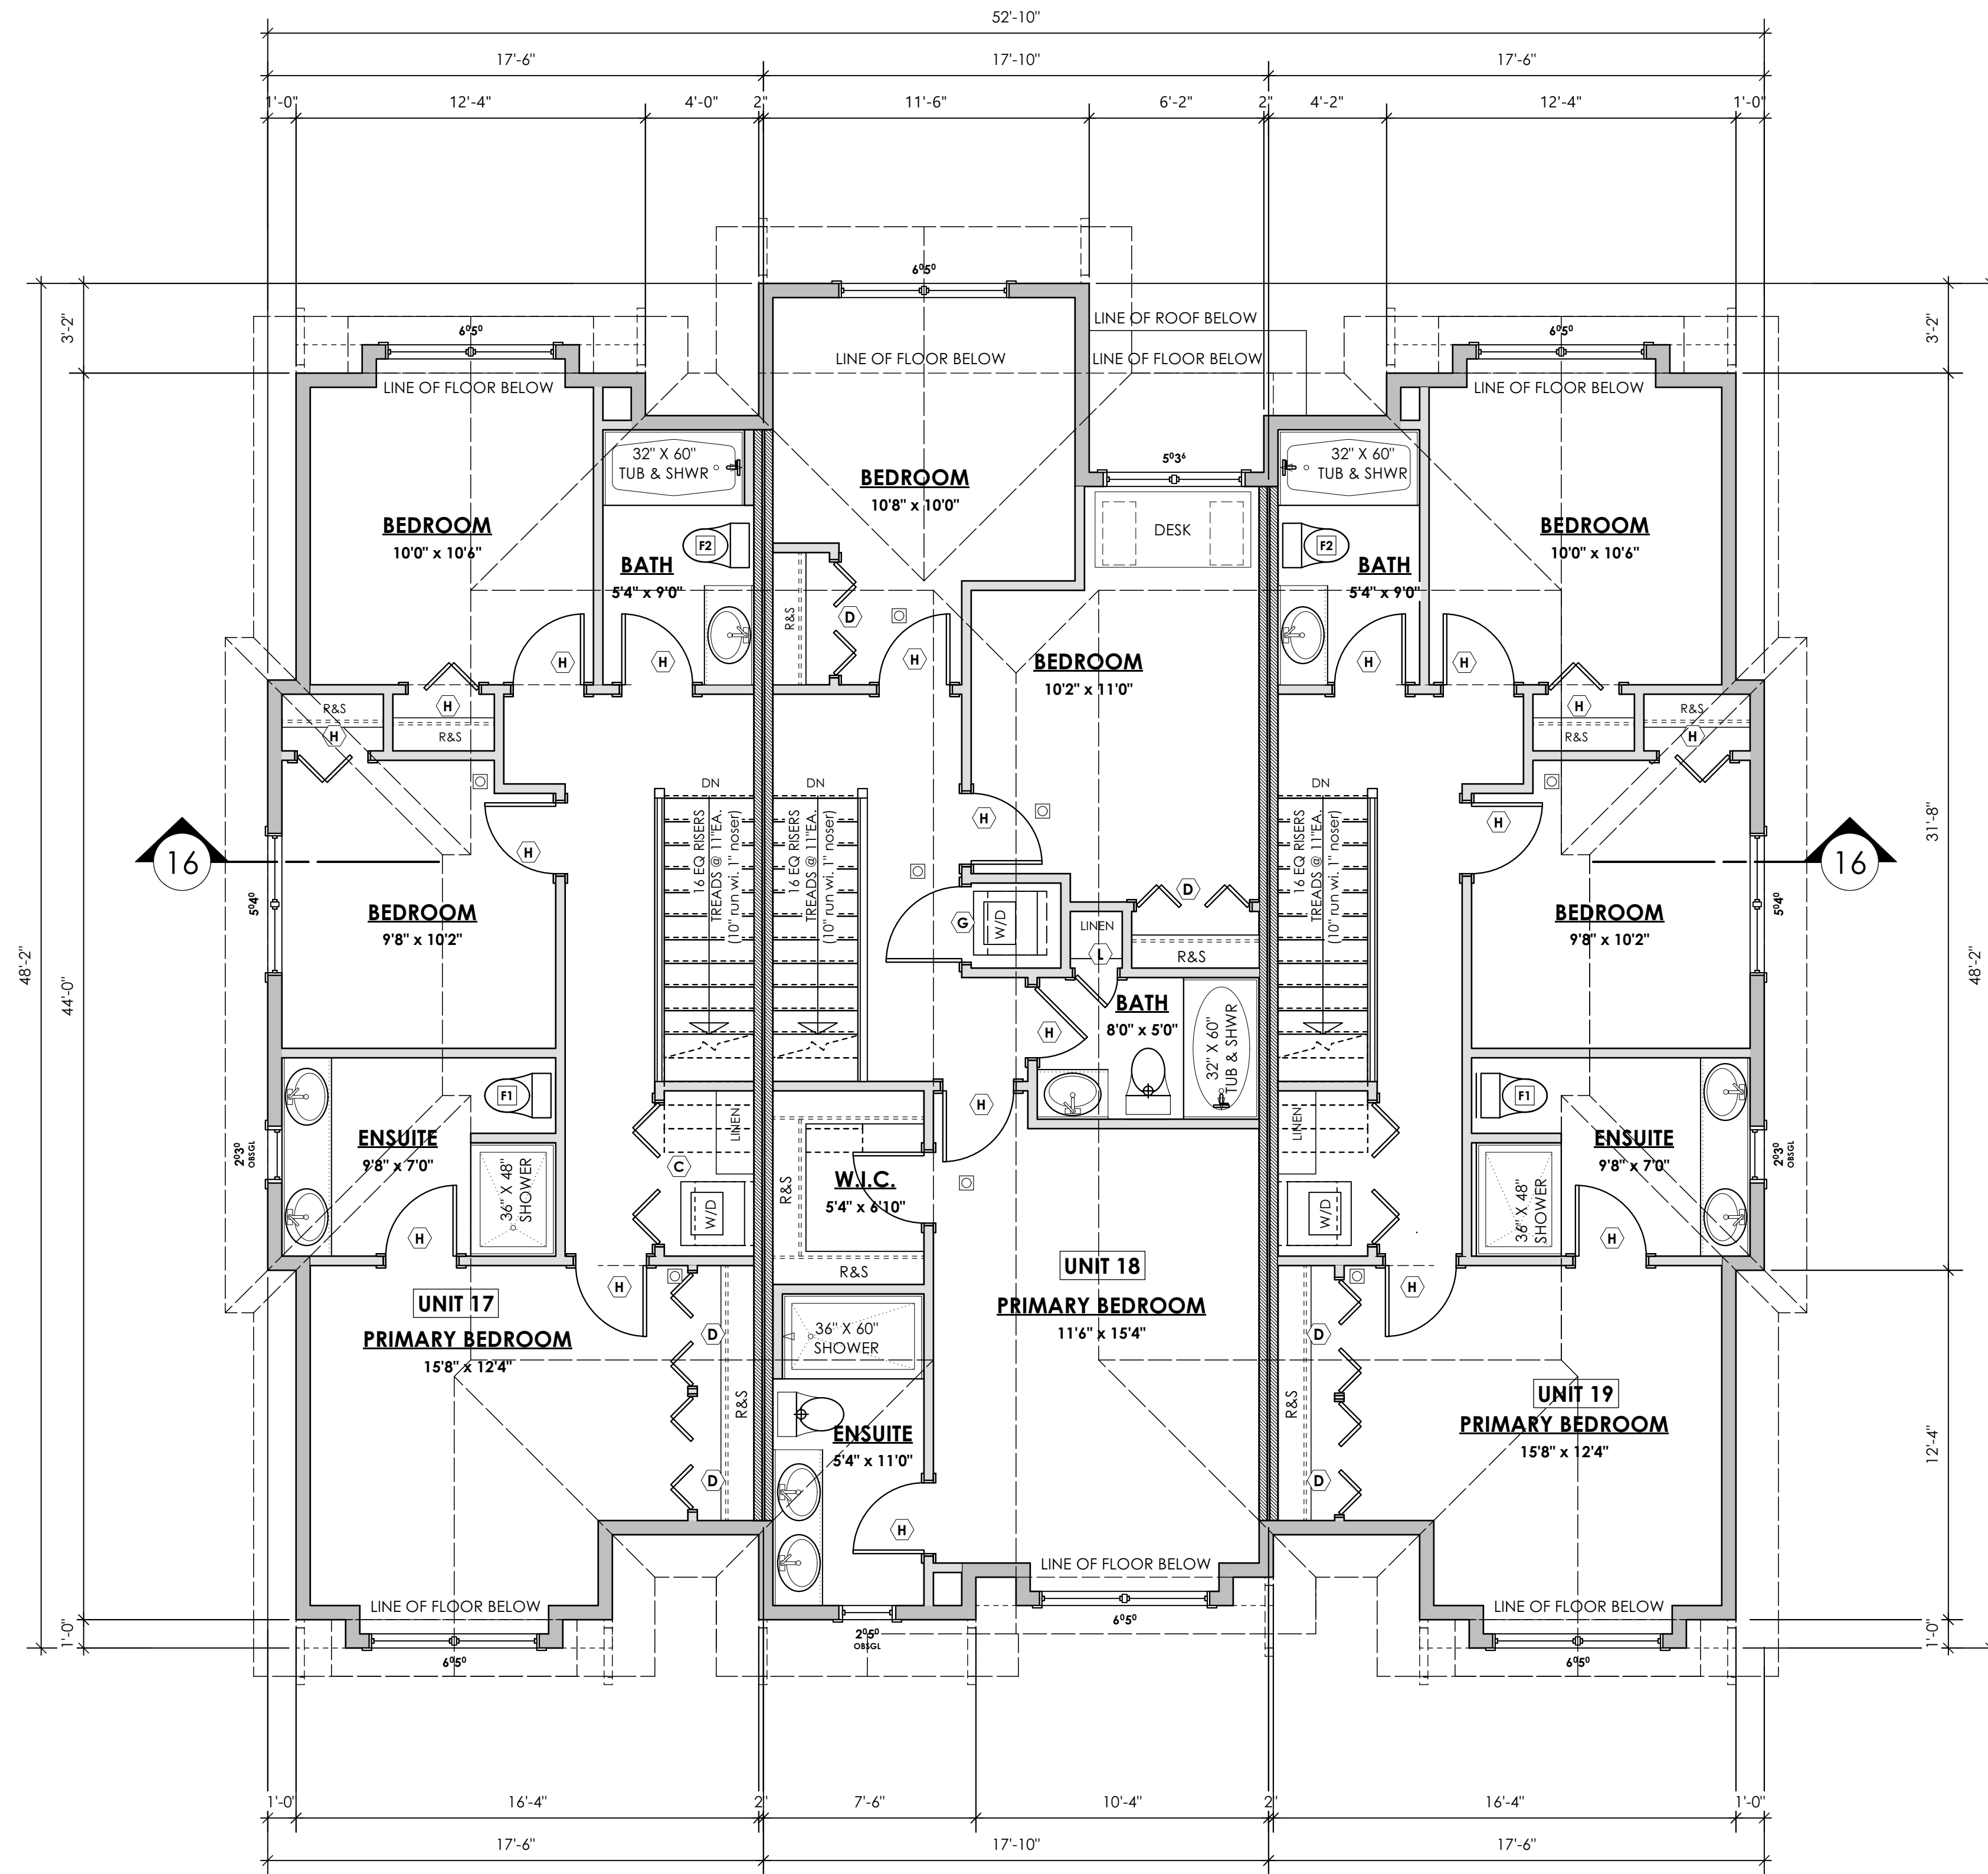 52'-10"
17'-6" 17'-10" 17'-6"
1'-0" 12'-4" 4'-0" 2" 11'-6" 6'-2" 2" 4'-2" 12'-4" 1'-0"
6⁰5⁰
LINE OF ROOF BELOW
3'-2" 6⁰5⁰ 6⁰5⁰ 3'-2"
LINE OF FLOOR BELOW LINE OF FLOOR BELOW
LINE OF FLOOR BELOW LINE OF FLOOR BELOW
32" X 60"
TUB & SHWR
5⁰3⁶
32" X 60"
TUB & SHWR
BEDROOM
10'8" x 10'0"
BEDROOM
10'0" x 10'6"
DESK
BEDROOM
10'0" x 10'6"
F2
F2
BATH
5'4" x 9'0"
BATH
5'4" x 9'0"
R&S
D
H H H H H
BEDROOM
10'2" x 11'0"
R&S
H
R&S
H
H
R&S
R&S
H
DN
16 EQ RISERS
TREADS @ 11"EA.
(10" run wi. 1" noser)
DN
16 EQ RISERS
TREADS @ 11"EA.
(10" run wi. 1" noser)
DN
16 EQ RISERS
TREADS @ 11"EA.
(10" run wi. 1" noser)
H
H
H
31'-8"
16
16
5⁰4⁰
5⁰4⁰
BEDROOM
9'8" x 10'2"
BEDROOM
9'8" x 10'2"
D
G
W/D
LINEN
L
R&S
48'-2"
44'-0"
48'-2"
BATH
8'0" x 5'0"
H
32" X 60"
TUB & SHWR
F1
H
F1
LINEN
LINEN
2⁰3⁰
OBSGL
ENSUITE
9'8" x 7'0"
36" X 48"
SHOWER
C
W/D
H
R&S
W.I.C.
5'4" x 6'10"
R&S
W/D
36" X 48"
SHOWER
ENSUITE
9'8" x 7'0"
H
2⁰3⁰
OBSGL
UNIT 18
PRIMARY BEDROOM
11'6" x 15'4"
H
H
UNIT 17
PRIMARY BEDROOM
15'8" x 12'4"
D
R&S
D
36" X 60"
SHOWER
D
R&S
D
UNIT 19
PRIMARY BEDROOM
15'8" x 12'4"
12'-4"
ENSUITE
5'4" x 11'0"
H
LINE OF FLOOR BELOW
LINE OF FLOOR BELOW
LINE OF FLOOR BELOW
1'-0"
6⁰5⁰
2⁰5⁰
OBSGL
6⁰5⁰
6⁰5⁰
1'-0"
1'-0" 16'-4" 2" 7'-6" 10'-4" 2" 16'-4" 1'-0"
17'-6" 17'-10" 17'-6"